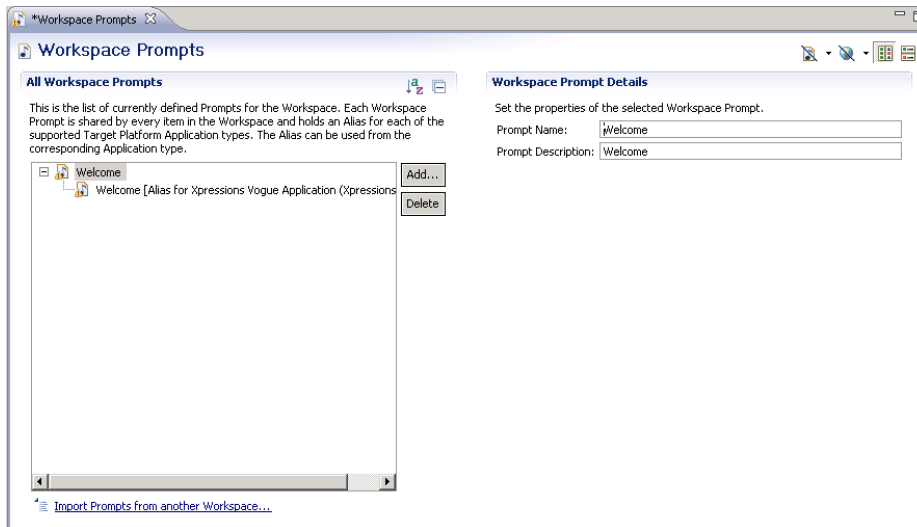 *Workspace Prompts
Workspace Prompts
All Workspace Prompts
This is the list of currently defined Prompts for the Workspace. Each Workspace
Prompt is shared by every item in the Workspace and holds an Alias for each of the
supported Target Platform Application types. The Alias can be used from the
corresponding Application type.
Welcome
Welcome [Alias for Xpressions Vogue Application (Xpressions
Add...
Delete
Import Prompts from another Workspace...
Workspace Prompt Details
Set the properties of the selected Workspace Prompt.
Prompt Name: Welcome
Prompt Description: Welcome